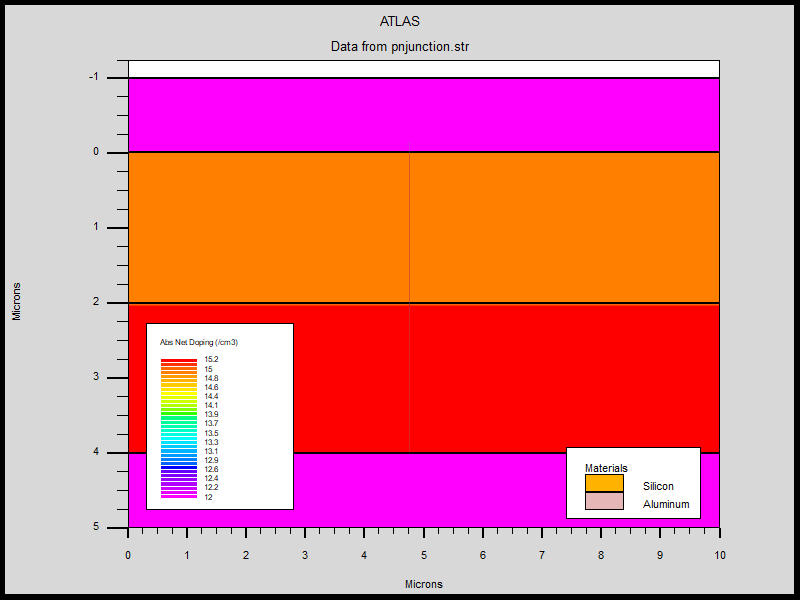 ATLAS
Data from pnjunction.str
-1
0
1
2
3
4
5
Microns
Abs Net Doping (/cm3)
15.2
15
14.8
14.6
14.4
14.1
13.9
13.7
13.5
13.3
13.1
12.9
12.6
12.4
12.2
12
Materials
Silicon
Aluminum
0 1 2 3 4 5 6 7 8 9 10
Microns